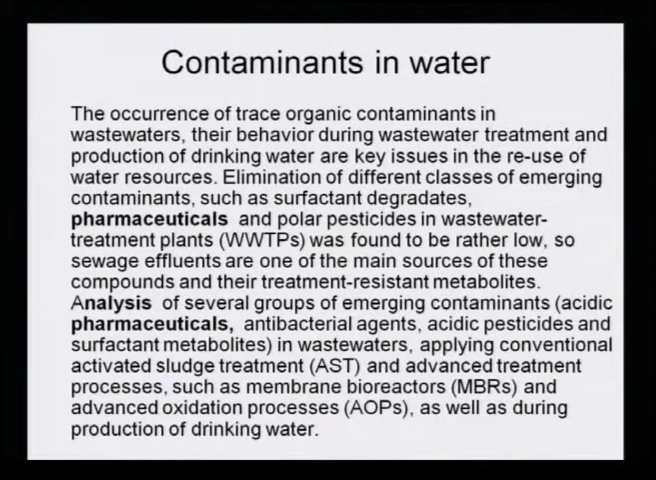 Contaminants in water
The occurrence of trace organic contaminants in
wastewaters, their behavior during wastewater treatment and
production of drinking water are key issues in the re-use of
water resources. Elimination of different classes of emerging
contaminants, such as surfactant degradates,
pharmaceuticals and polar pesticides in wastewater-
treatment plants (WWTPs) was found to be rather low, so
sewage effluents are one of the main sources of these
compounds and their treatment-resistant metabolites.
Analysis of several groups of emerging contaminants (acidic
pharmaceuticals, antibacterial agents, acidic pesticides and
surfactant metabolites) in wastewaters, applying conventional
activated sludge treatment (AST) and advanced treatment
processes, such as membrane bioreactors (MBRs) and
advanced oxidation processes (AOPs), as well as during
production of drinking water.